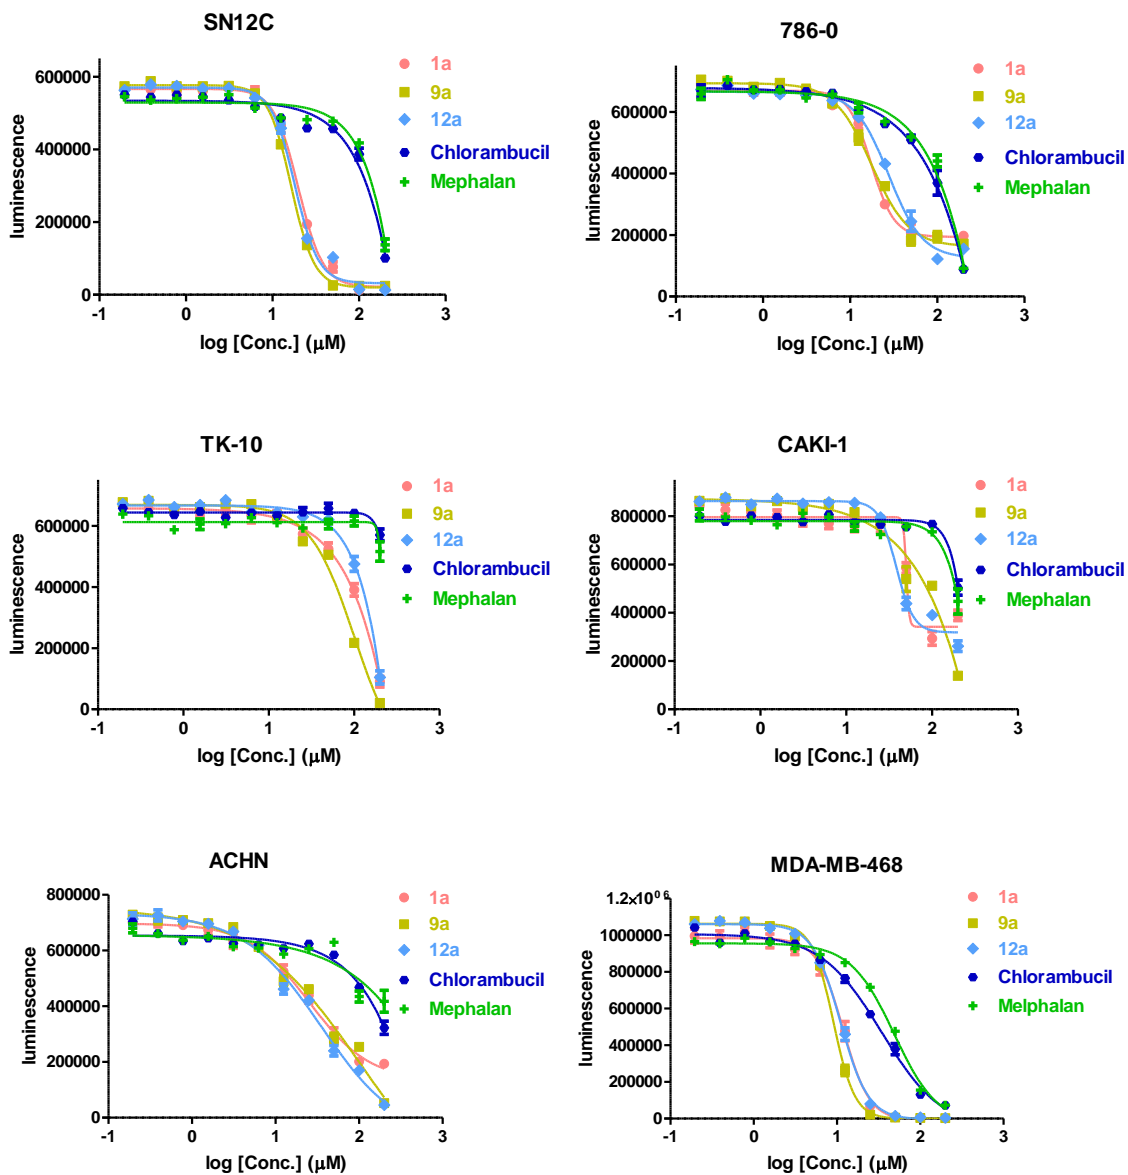 SN12C
luminescence
600000
400000
200000
0
-1 0 1 2 3
log [Conc.] (μM)
1a
9a
12a
Chlorambucil
Mephalan
786-0
luminescence
600000
400000
200000
0
-1 0 1 2 3
log [Conc.] (μM)
1a
9a
12a
Chlorambucil
Mephalan
TK-10
luminescence
600000
400000
200000
0
-1 0 1 2 3
log [Conc.] (μM)
1a
9a
12a
Chlorambucil
Mephalan
CAKI-1
luminescence
800000
600000
400000
200000
0
-1 0 1 2 3
log [Conc.] (μM)
1a
9a
12a
Chlorambucil
Mephalan
ACHN
luminescence
800000
600000
400000
200000
0
-1 0 1 2 3
log [Conc.] (μM)
1a
9a
12a
Chlorambucil
Mephalan
MDA-MB-468
luminescence
1.2×10⁰⁶
1000000
800000
600000
400000
200000
0
-1 0 1 2 3
log [Conc.] (μM)
1a
9a
12a
Chlorambucil
Melphalan